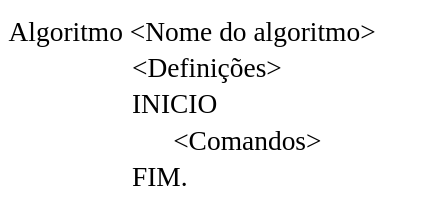 Algoritmo <Nome do algoritmo>
<Definições>
INICIO
<Comandos>
FIM.